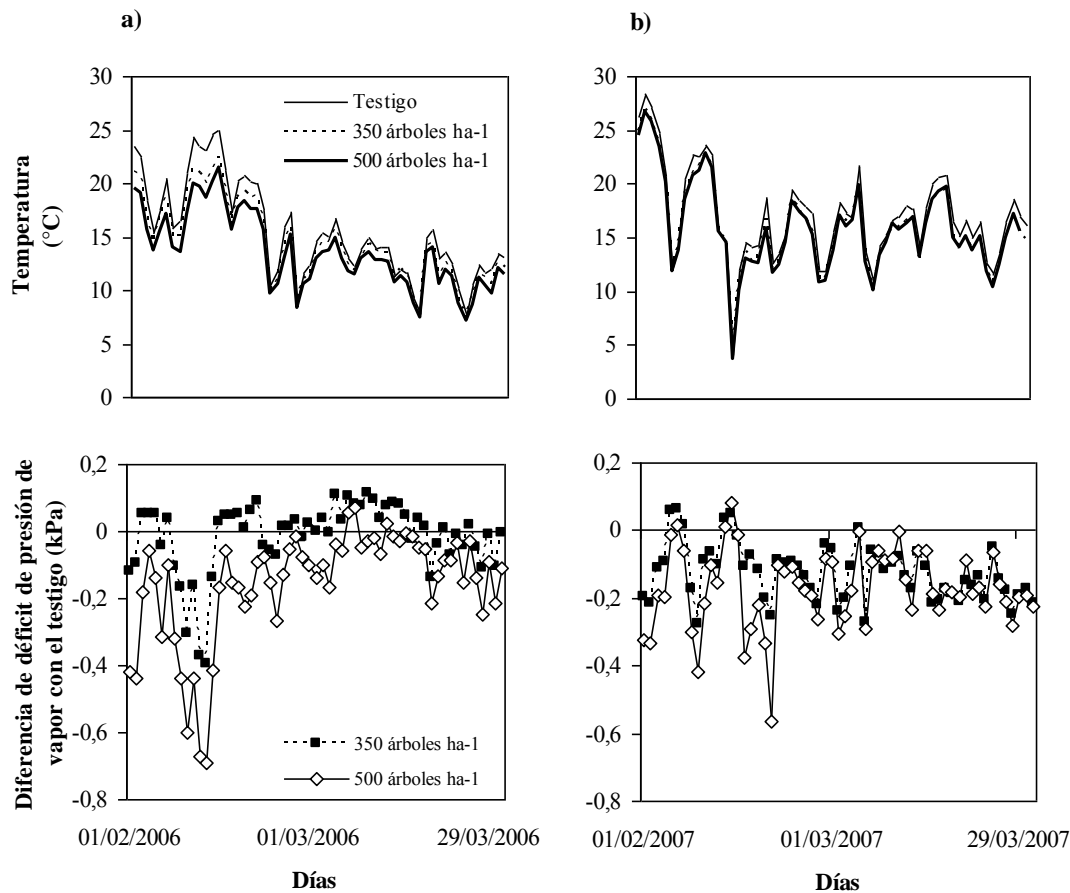 a)
b)
30
25
20
15
10
5
0
Temperatura
(°C)
Testigo
350 árboles ha-1
500 árboles ha-1
30
25
20
15
10
5
0
0,2
0
-0,2
-0,4
-0,6
-0,8
Diferencia de déficit de presión de
vapor con el testigo (kPa)
350 árboles ha-1
500 árboles ha-1
01/02/2006
01/03/2006
29/03/2006
Días
0,2
0
-0,2
-0,4
-0,6
-0,8
01/02/2007
01/03/2007
29/03/2007
Días